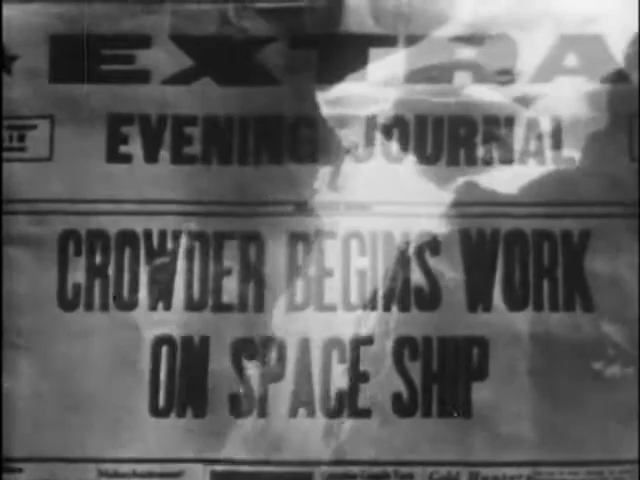 EXTRA
EVENING JOURNAL
CROWDER BEGINS WORK
ON SPACE SHIP